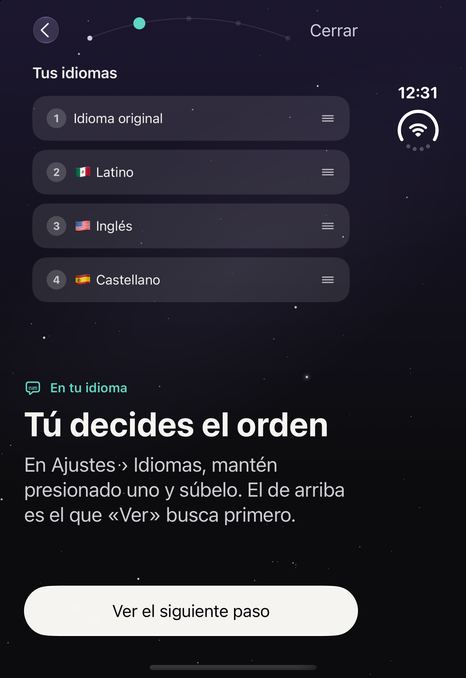 Cerrar
Tus idiomas
12:31
1 Idioma original
2 🇲🇽 Latino
3 🇺🇸 Inglés
4 🇪🇸 Castellano
En tu idioma
Tú decides el orden
En Ajustes › Idiomas, mantén
presionado uno y súbelo. El de arriba
es el que «Ver» busca primero.
Ver el siguiente paso